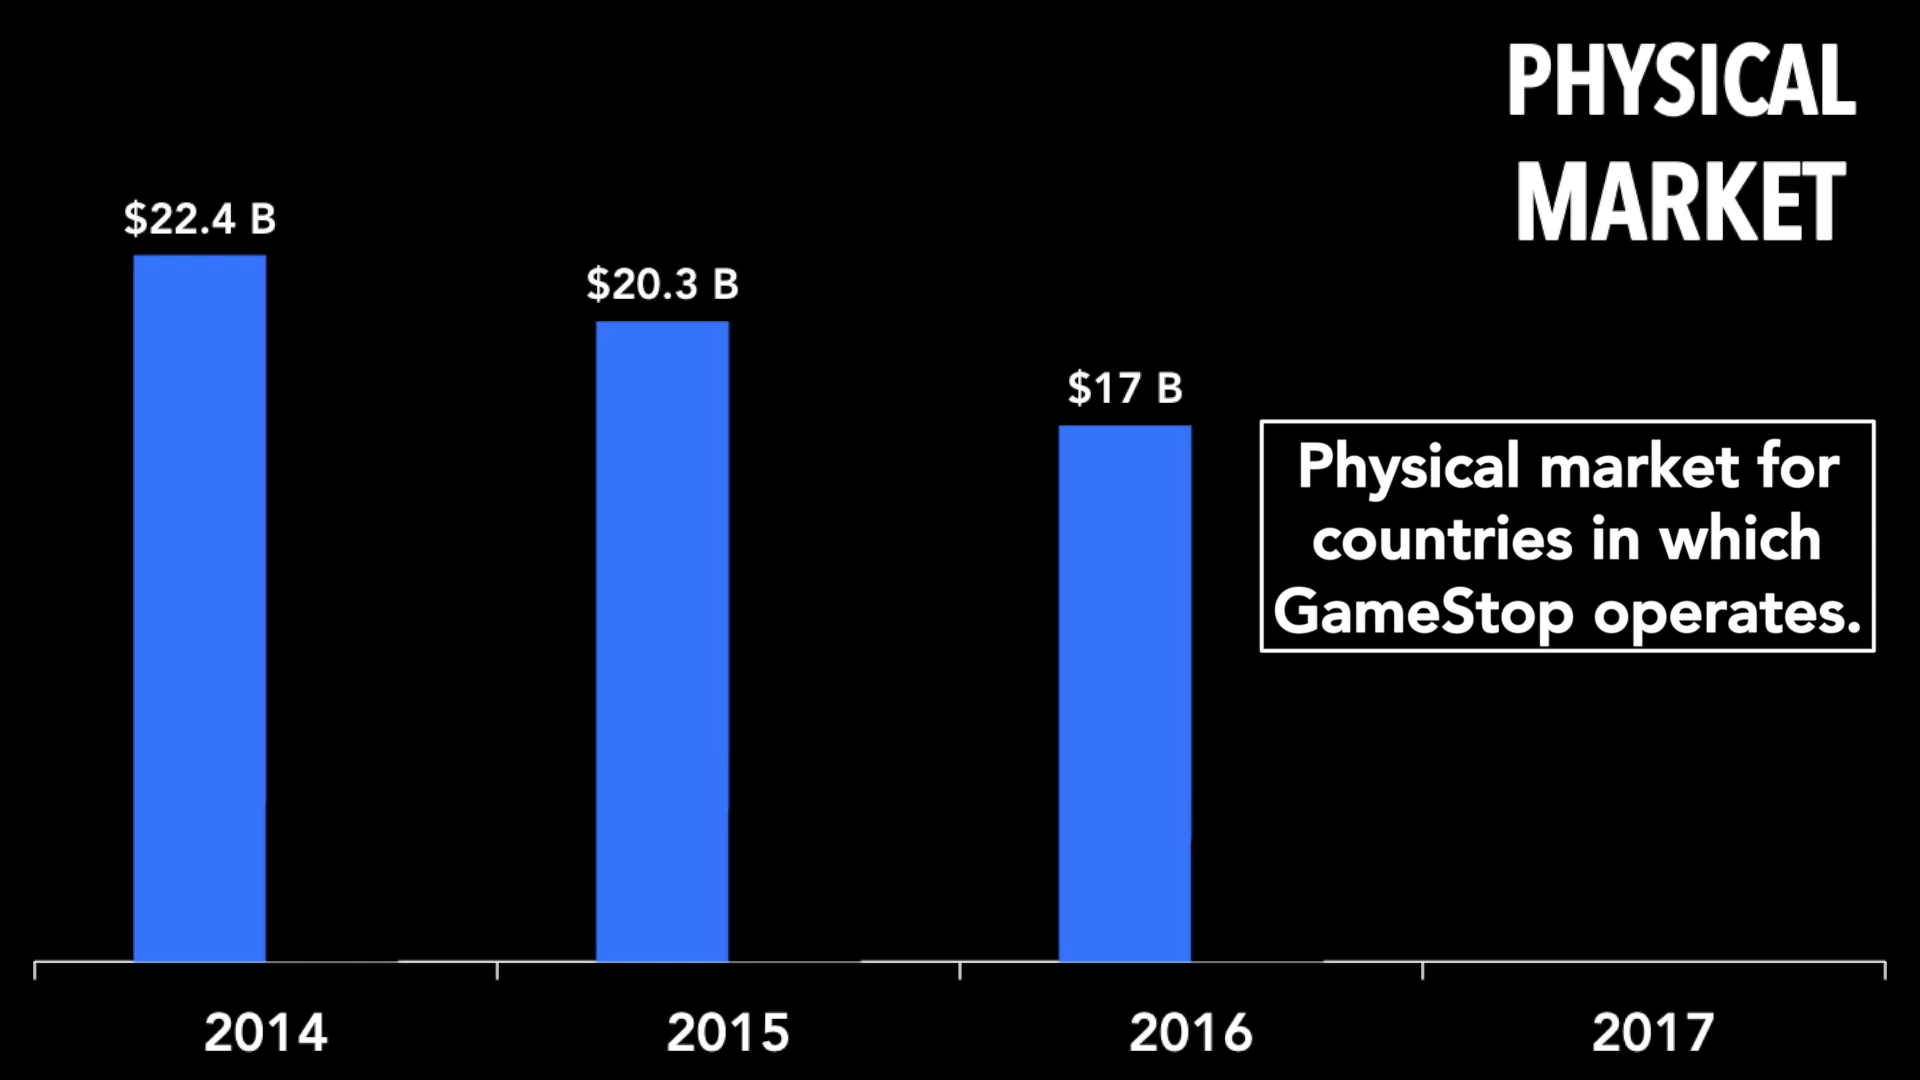 PHYSICAL
MARKET
$22.4 B
$20.3 B
$17 B
Physical market for
countries in which
GameStop operates.
2014
2015
2016
2017